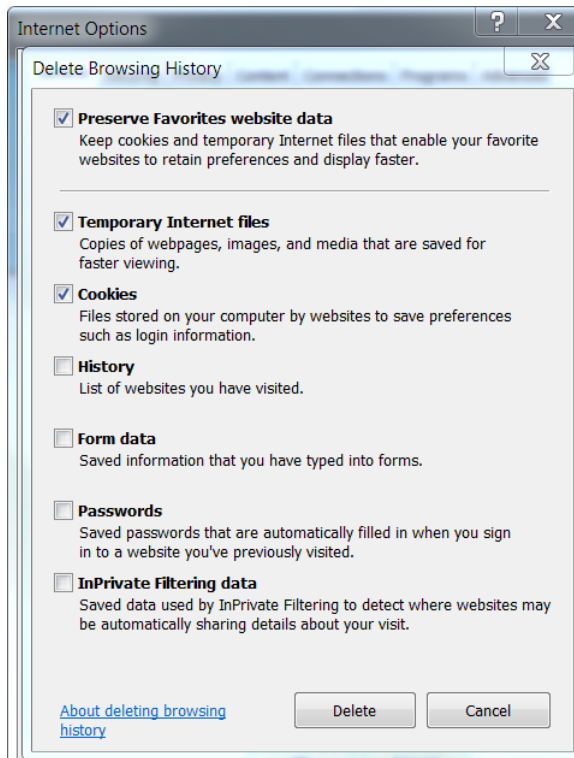 Internet Options
Delete Browsing History
Content Connections Programs Advanced
Preserve Favorites website data
Keep cookies and temporary Internet files that enable your favorite
websites to retain preferences and display faster.
Temporary Internet files
Copies of webpages, images, and media that are saved for
faster viewing.
Cookies
Files stored on your computer by websites to save preferences
such as login information.
History
List of websites you have visited.
Form data
Saved information that you have typed into forms.
Passwords
Saved passwords that are automatically filled in when you sign
in to a website you've previously visited.
InPrivate Filtering data
Saved data used by InPrivate Filtering to detect where websites may
be automatically sharing details about your visit.
About deleting browsing
history
Delete
Cancel